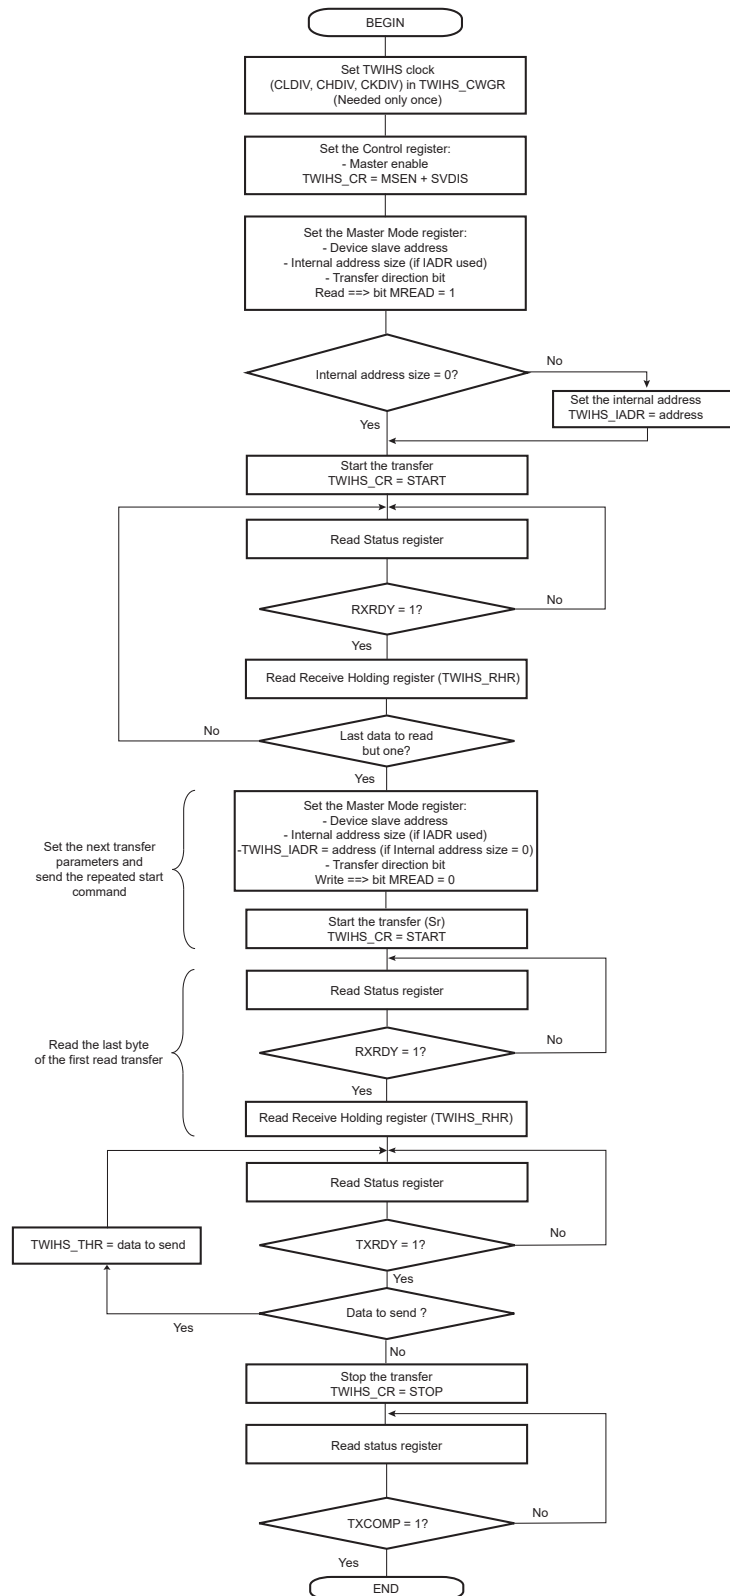 BEGIN
Set TWIHS clock
(CLDIV, CHDIV, CKDIV) in TWIHS_CWGR
(Needed only once)
Set the Control register:
- Master enable
TWIHS_CR = MSEN + SVDIS
Set the Master Mode register:
- Device slave address
- Internal address size (if IADR used)
- Transfer direction bit
Read ==> bit MREAD = 1
Internal address size = 0?
No
Set the internal address
TWIHS_IADR = address
Yes
Start the transfer
TWIHS_CR = START
Read Status register
RXRDY = 1?
No
Yes
Read Receive Holding register (TWIHS_RHR)
Last data to read
but one?
No
Yes
Set the next transfer
parameters and
send the repeated start
command
Set the Master Mode register:
- Device slave address
- Internal address size (if IADR used)
-TWIHS_IADR = address (if Internal address size = 0)
- Transfer direction bit
Write ==> bit MREAD = 0
Start the transfer (Sr)
TWIHS_CR = START
Read the last byte
of the first read transfer
Read Status register
RXRDY = 1?
No
Yes
Read Receive Holding register (TWIHS_RHR)
Read Status register
TXRDY = 1?
No
TWIHS_THR = data to send
Yes
Data to send ?
Yes
No
Stop the transfer
TWIHS_CR = STOP
Read status register
TXCOMP = 1?
No
Yes
END